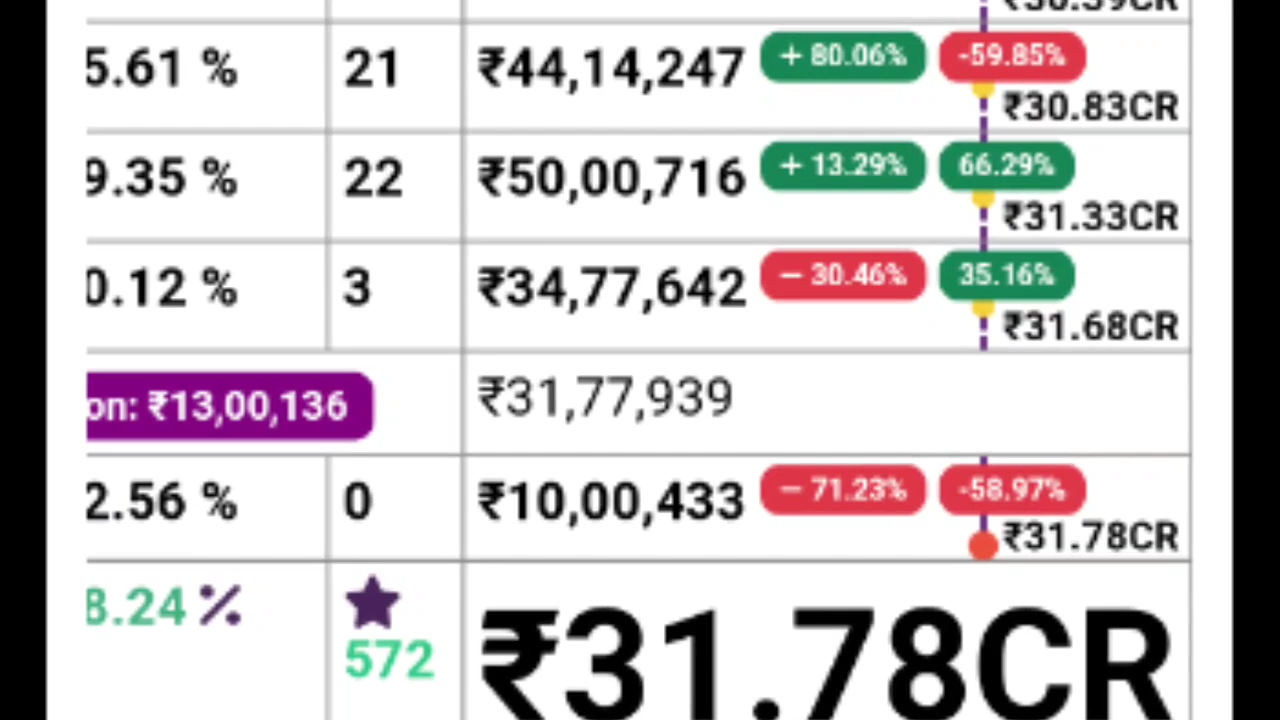 5.61 % 21 ₹44,14,247 + 80.06% -59.85%
₹30.83CR
9.35 % 22 ₹50,00,716 + 13.29% 66.29%
₹31.33CR
0.12 % 3 ₹34,77,642 − 30.46% 35.16%
₹31.68CR
on: ₹13,00,136 ₹31,77,939
2.56 % 0 ₹10,00,433 − 71.23% -58.97%
₹31.78CR
8.24 % ₹31.78CR
572